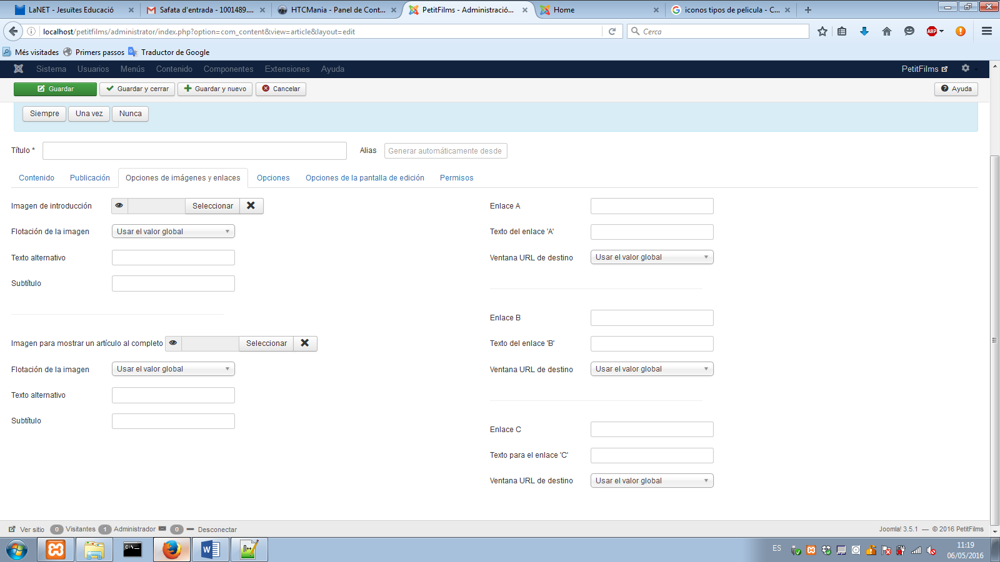 LaNET - Jesuïtes Educació
Safata d'entrada - 1001489....
HTCMania - Panel de Cont...
PetitFilms - Administració...
Home
iconos tipos de pelicula - C...
localhost/petitfilms/administrator/index.php?option=com_content&view=article&layout=edit
Cerca
ABP
Més visitades
Primers passos
Traductor de Google
Sistema Usuarios Menús Contenido Componentes Extensiones Ayuda
PetitFilms
Guardar
Guardar y cerrar
Guardar y nuevo
Cancelar
Ayuda
Siempre
Una vez
Nunca
Título *
Alias
Generar automáticamente desde
Contenido Publicación Opciones de imágenes y enlaces Opciones Opciones de la pantalla de edición Permisos
Imagen de introducción
Seleccionar
Flotación de la imagen
Usar el valor global
Texto alternativo
Subtítulo
Imagen para mostrar un artículo al completo
Seleccionar
Flotación de la imagen
Usar el valor global
Texto alternativo
Subtítulo
Enlace A
Texto del enlace 'A'
Ventana URL de destino
Usar el valor global
Enlace B
Texto del enlace 'B'
Ventana URL de destino
Usar el valor global
Enlace C
Texto para el enlace 'C'
Ventana URL de destino
Usar el valor global
Ver sitio 0 Visitantes 1 Administrador 0 Desconectar
Joomla! 3.5.1 — © 2016 PetitFilms
ES
11:19
06/05/2016